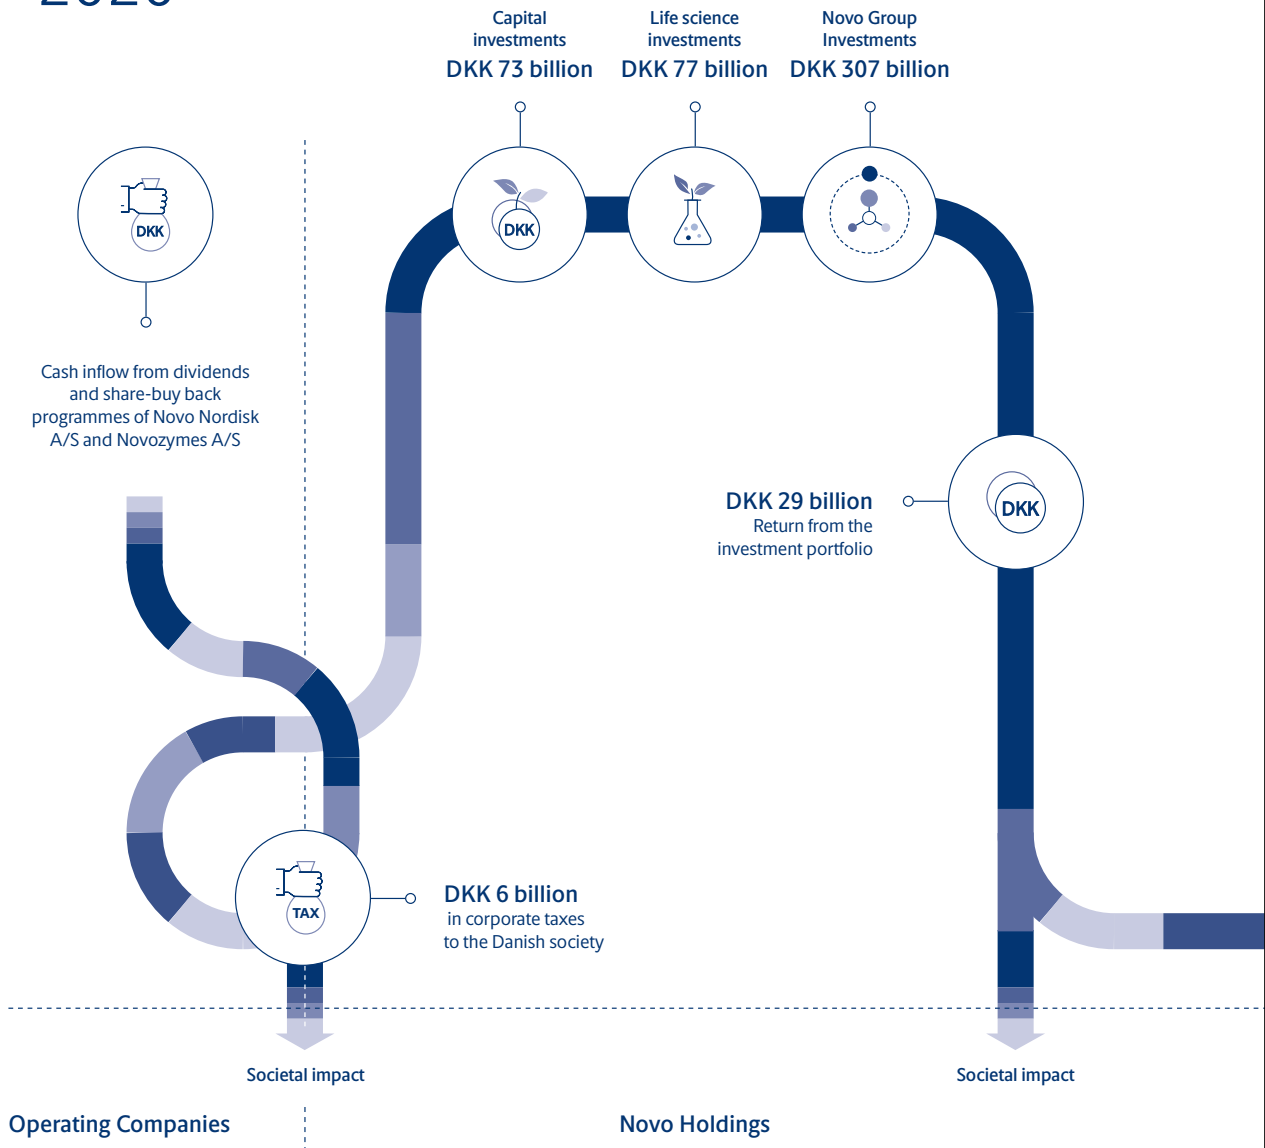 Capital
investments
DKK 73 billion
Life science
investments
DKK 77 billion
Novo Group
Investments
DKK 307 billion
DKK
DKK
Cash inflow from dividends
and share-buy back
programmes of Novo Nordisk
A/S and Novozymes A/S
DKK 29 billion
Return from the
investment portfolio
DKK
TAX
DKK 6 billion
in corporate taxes
to the Danish society
Societal impact
Societal impact
Operating Companies
Novo Holdings